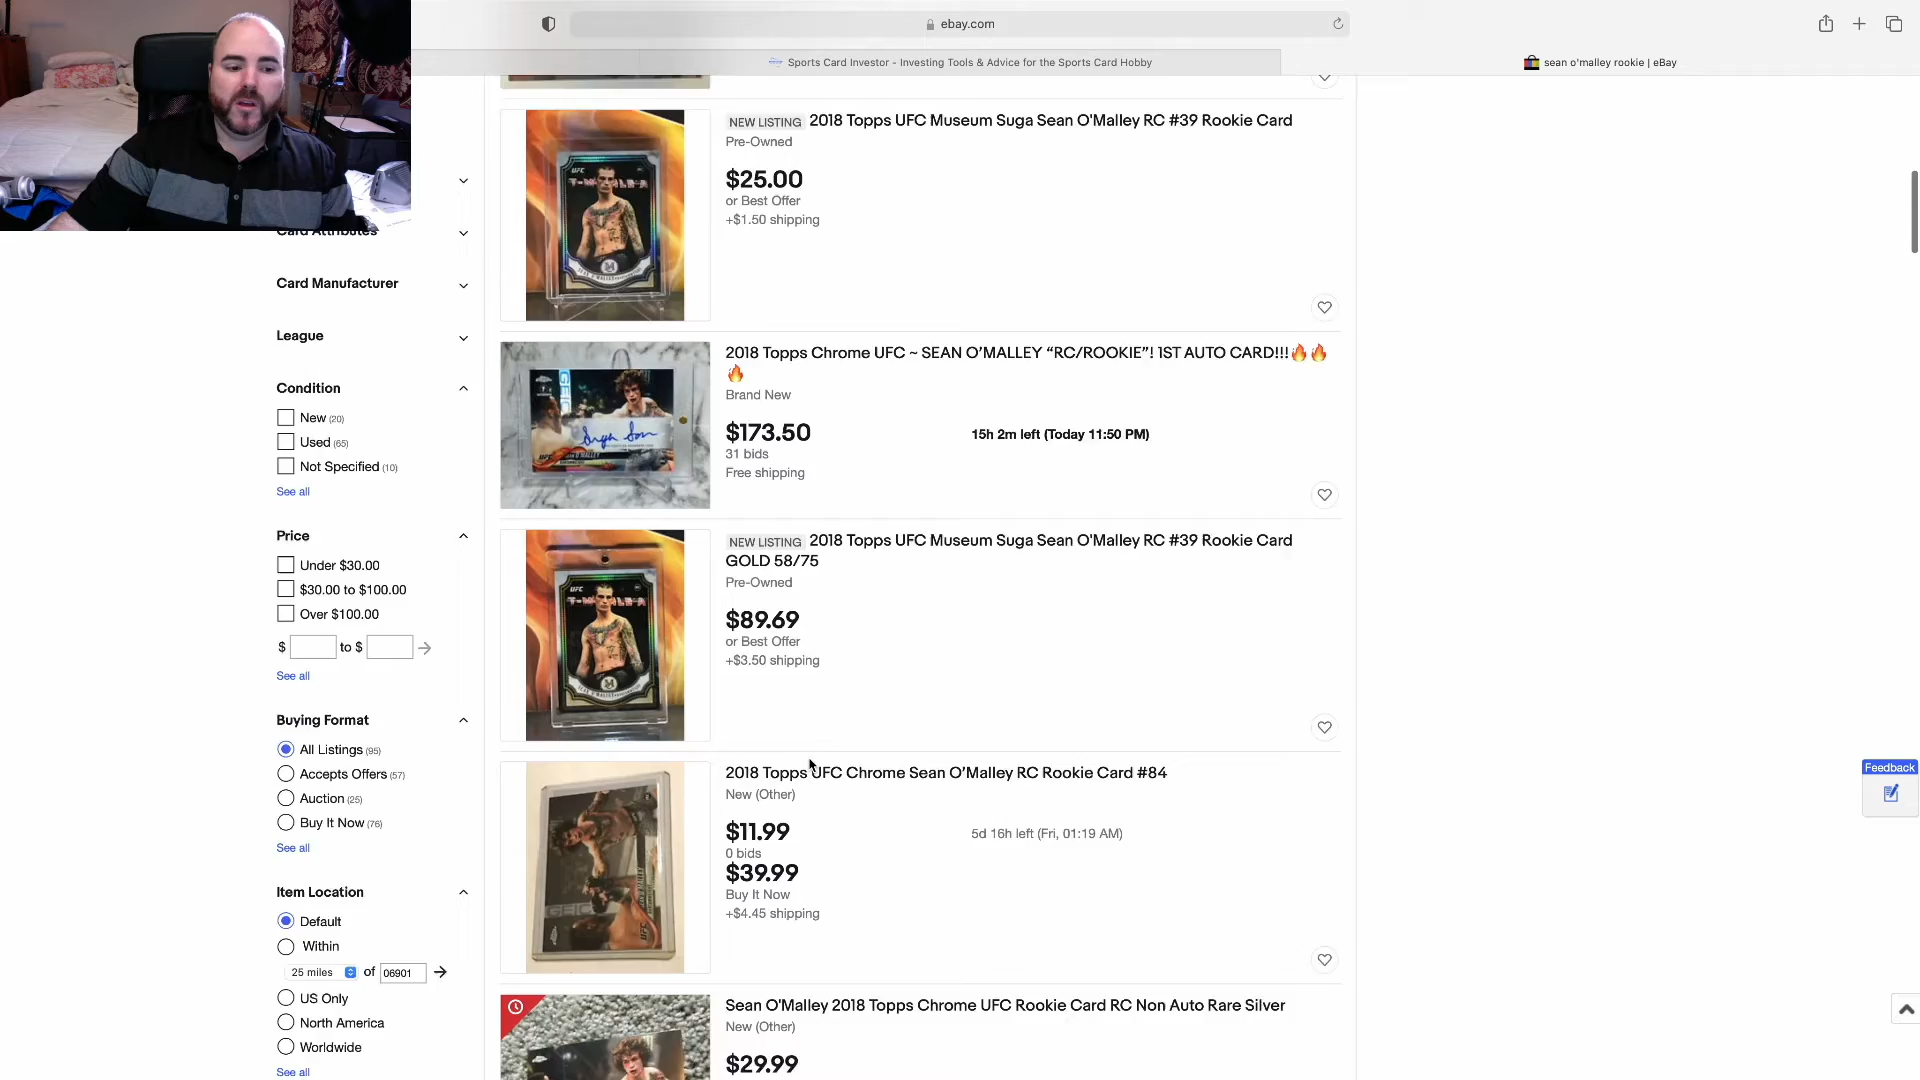 ebay.com
Sports Card Investor - Investing Tools & Advice for the Sports Card Hobby
sean o'malley rookie | eBay
Card Attributes
Card Manufacturer
League
Condition
New (20)
Used (65)
Not Specified (10)
See all
Price
Under $30.00
$30.00 to $100.00
Over $100.00
$ to $
See all
Buying Format
All Listings (95)
Accepts Offers (57)
Auction (25)
Buy It Now (76)
See all
Item Location
Default
Within
25 miles of 06901
US Only
North America
Worldwide
See all
NEW LISTING 2018 Topps UFC Museum Suga Sean O'Malley RC #39 Rookie Card
Pre-Owned
$25.00
or Best Offer
+$1.50 shipping
2018 Topps Chrome UFC ~ SEAN O’MALLEY “RC/ROOKIE”! 1ST AUTO CARD!!!🔥🔥
🔥
Brand New
$173.50
15h 2m left (Today 11:50 PM)
31 bids
Free shipping
NEW LISTING 2018 Topps UFC Museum Suga Sean O'Malley RC #39 Rookie Card
GOLD 58/75
Pre-Owned
$89.69
or Best Offer
+$3.50 shipping
2018 Topps UFC Chrome Sean O’Malley RC Rookie Card #84
New (Other)
$11.99
5d 16h left (Fri, 01:19 AM)
0 bids
$39.99
Buy It Now
+$4.45 shipping
Sean O'Malley 2018 Topps Chrome UFC Rookie Card RC Non Auto Rare Silver
New (Other)
$29.99
Feedback